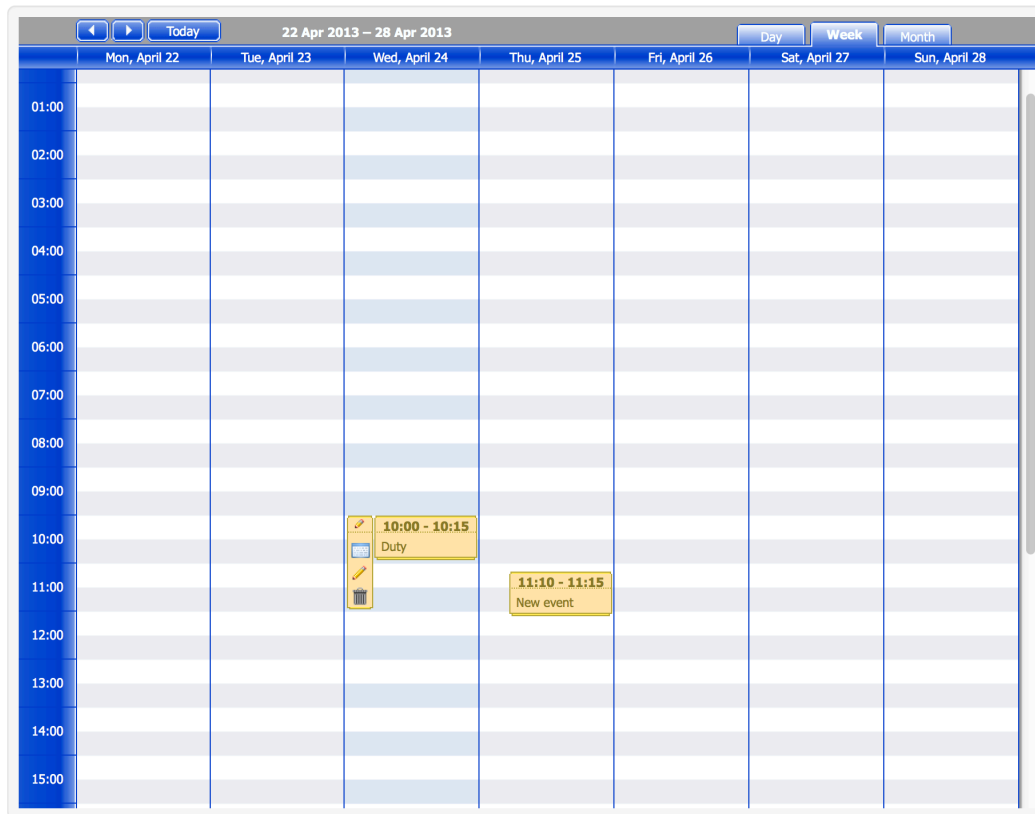 Today 22 Apr 2013 – 28 Apr 2013 Day Week Month
Mon, April 22 Tue, April 23 Wed, April 24 Thu, April 25 Fri, April 26 Sat, April 27 Sun, April 28
01:00
02:00
03:00
04:00
05:00
06:00
07:00
08:00
09:00
10:00 - 10:15
10:00 Duty
11:10 - 11:15
11:00
New event
12:00
13:00
14:00
15:00